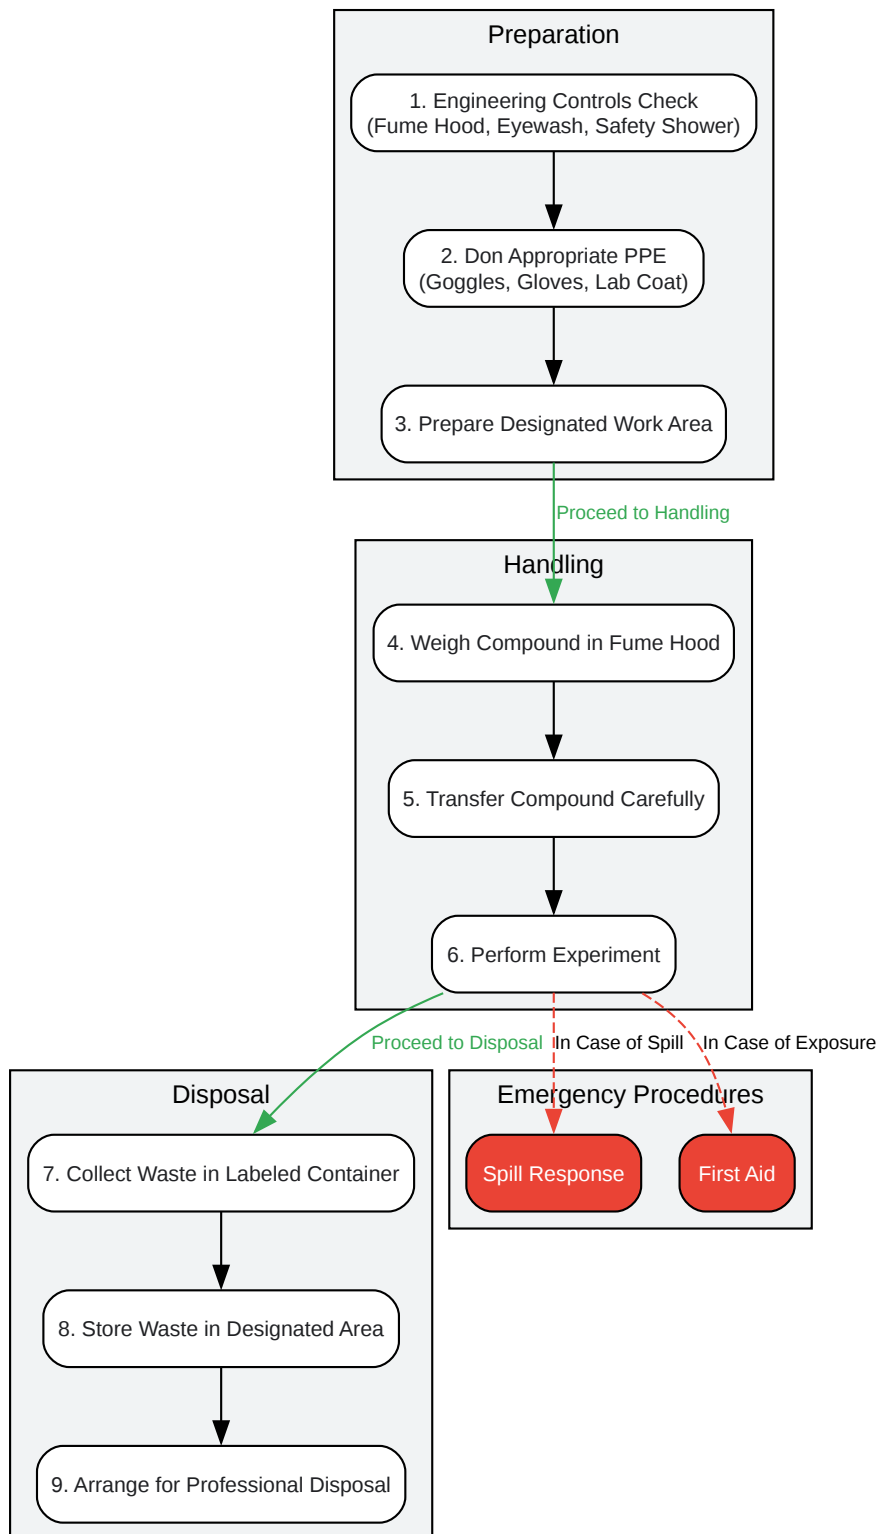 Preparation
1. Engineering Controls Check
(Fume Hood, Eyewash, Safety Shower)
2. Don Appropriate PPE
(Goggles, Gloves, Lab Coat)
3. Prepare Designated Work Area
Proceed to Handling
Handling
4. Weigh Compound in Fume Hood
5. Transfer Compound Carefully
6. Perform Experiment
Proceed to Disposal
In Case of Spill
In Case of Exposure
Disposal
Emergency Procedures
7. Collect Waste in Labeled Container
Spill Response
First Aid
8. Store Waste in Designated Area
9. Arrange for Professional Disposal